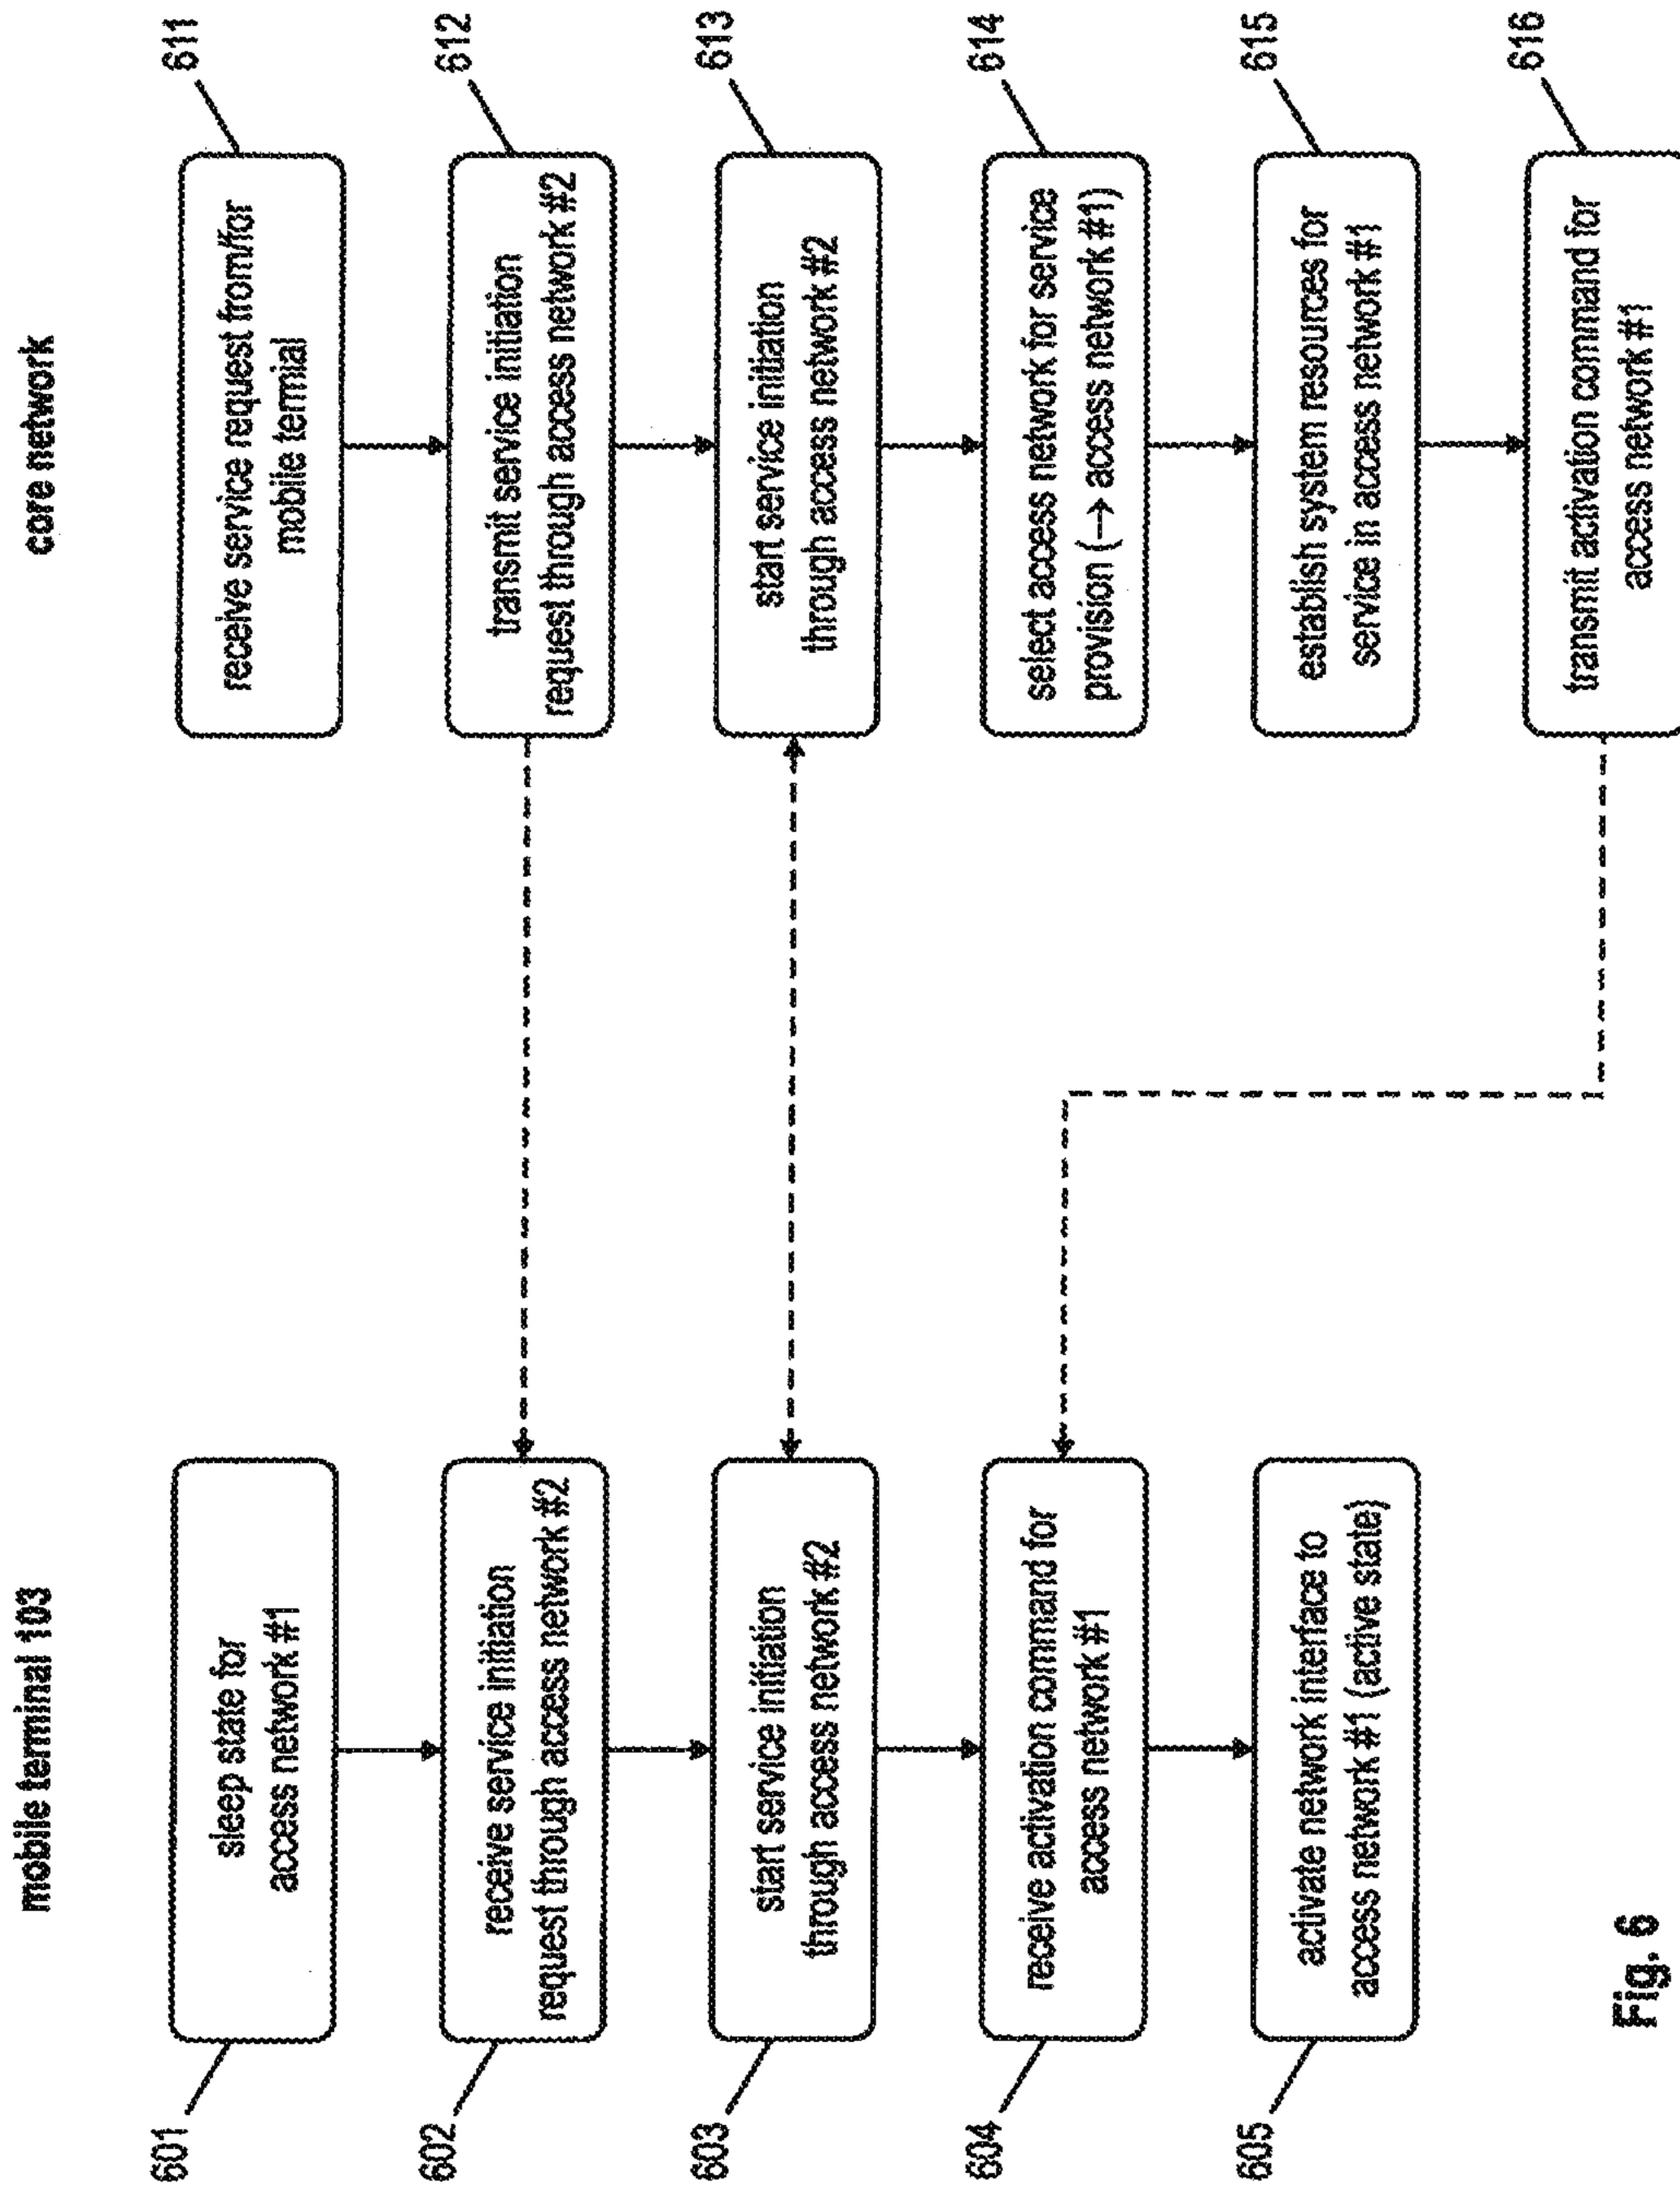 mobile terminal 103
core network
601
sleep state for
access network #1
602
receive service initiation
request through access network #2
603
start service initiation
through access network #2
604
receive activation command for
access network #1
605
activate network interface to
access network #1 (active state)
611
receive service request from/for
mobile termial
612
transmit service initiation
request through access network #2
613
start service initiation
through access network #2
614
select access network for service
provision (→ access network #1)
615
establish system resources for
service in access network #1
616
transmit activation command for
access network #1
Fig. 6